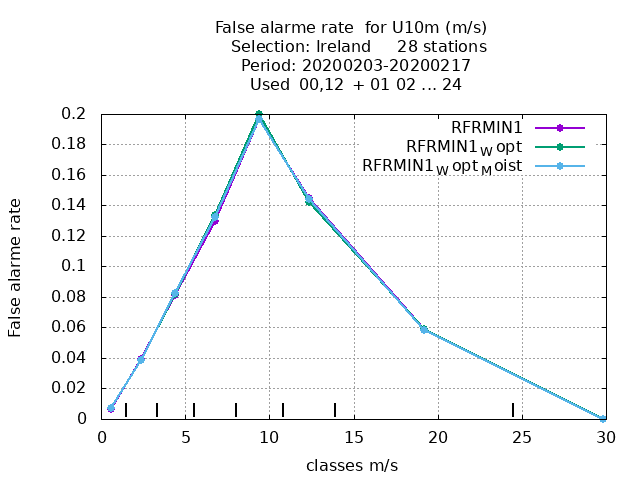 False alarme rate for U10m (m/s)
Selection: Ireland 28 stations
Period: 20200203-20200217
Used 00,12 + 01 02 ... 24
RFRMIN1
RFRMIN1Wopt
RFRMIN1WoptMoist
0.2
0.18
0.16
0.14
0.12
0.1
0.08
0.06
0.04
0.02
0
False alarme rate
0 5 10 15 20 25 30
classes m/s